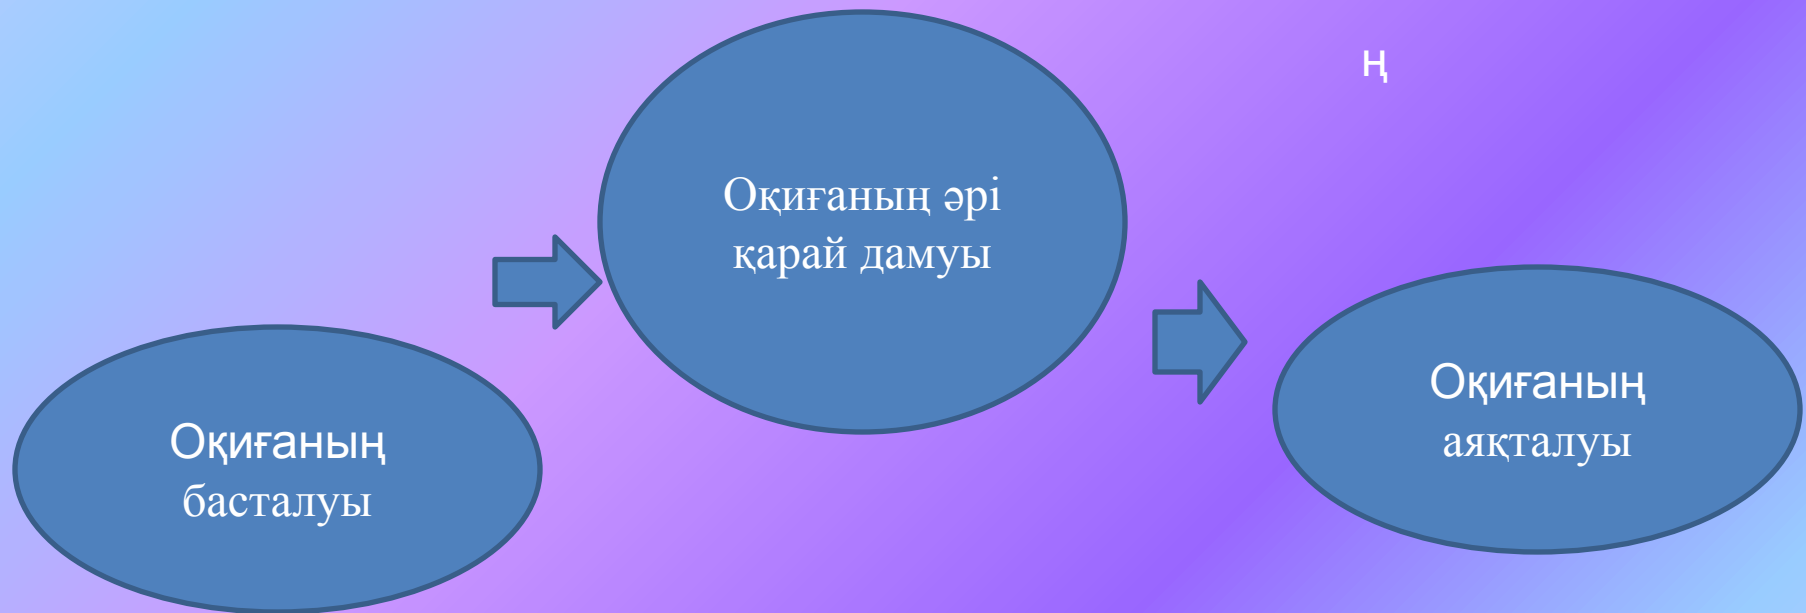 ң
Оқиғаның
басталуы
Оқиғаның әрі
қарай дамуы
Оқиғаның
аяқталуы